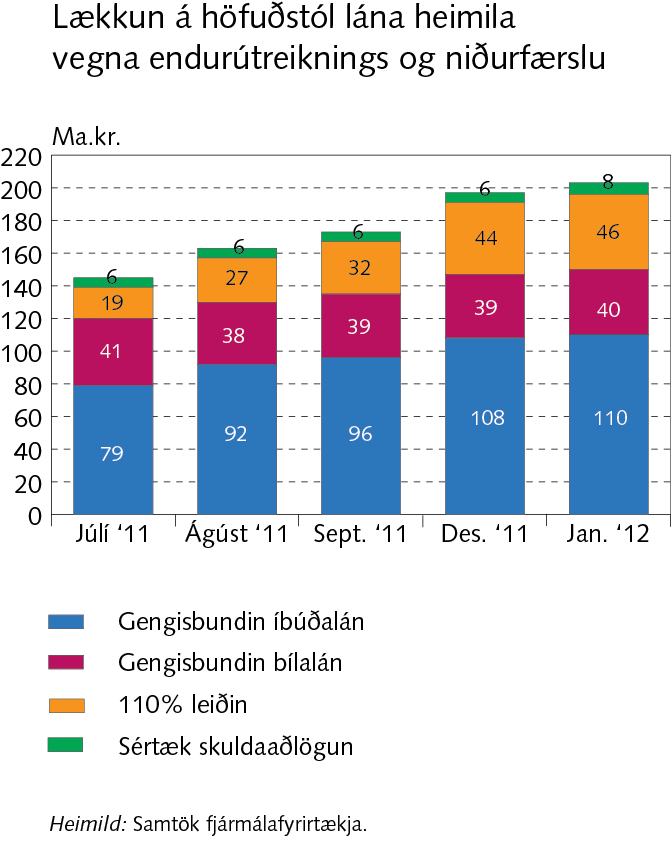 Lækkun á höfuðstól lána heimila
vegna endurútreiknings og niðurfærslu
Ma.kr.
220
200
180
160
140
120
100
80
60
40
20
0
6
19
41
79
6
27
38
92
6
32
39
96
6
44
39
108
8
46
40
110
Júlí ‘11
Ágúst ‘11
Sept. ‘11
Des. ‘11
Jan. ‘12
Gengisbundin íbúðalán
Gengisbundin bílalán
110% leiðin
Sértæk skuldaaðlögun
Heimild: Samtök fjármálafyrirtækja.